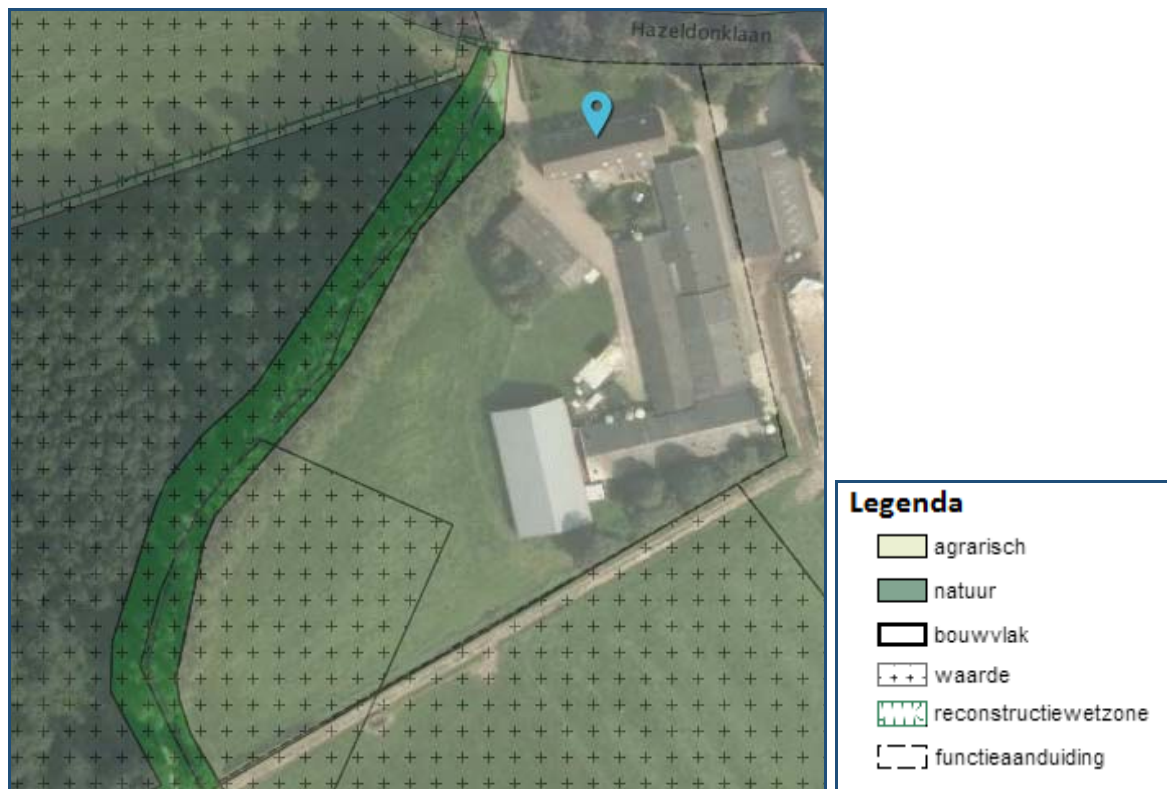 Hazeldonklaan
Legenda
agrarisch
natuur
bouwvlak
waarde
reconstructiewetzone
functieaanduiding